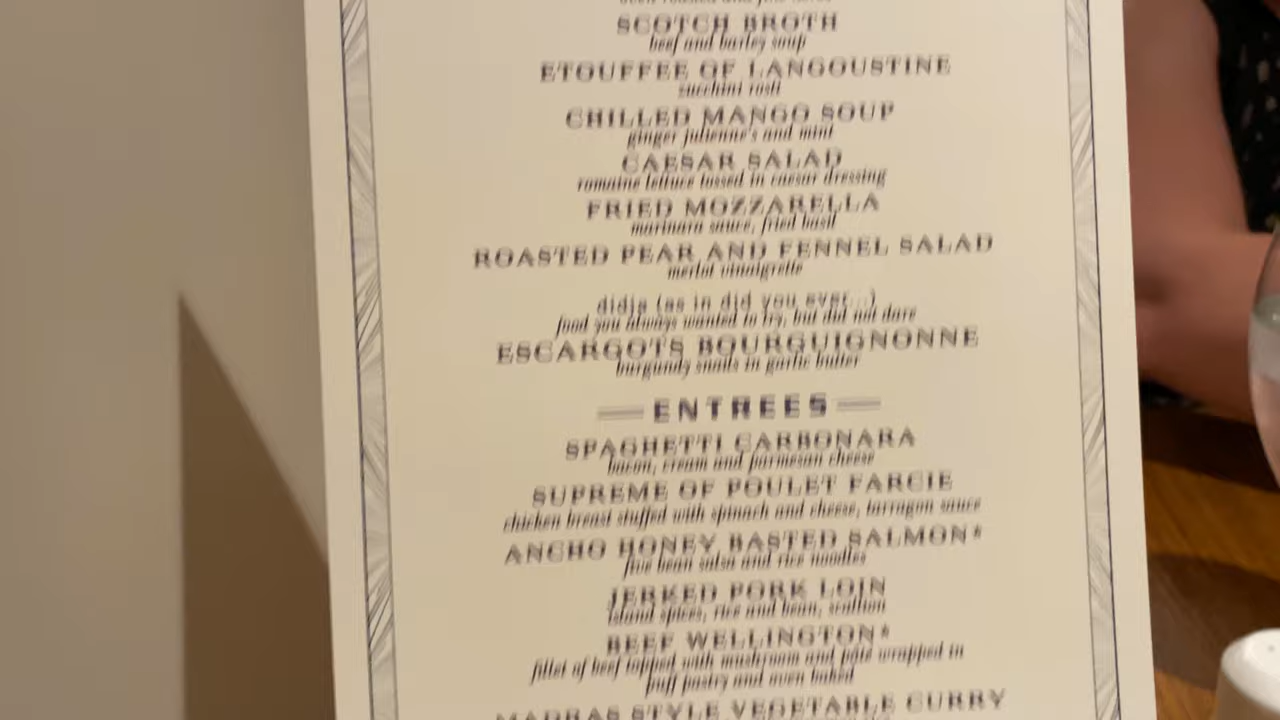 SCOTCH BROTH
beef and barley soup
ETOUFFEE OF LANGOUSTINE
zucchini rosti
CHILLED MANGO SOUP
ginger julienne's and mint
CAESAR SALAD
romaine lettuce tossed in caesar dressing
FRIED MOZZARELLA
marinara sauce, fried basil
ROASTED PEAR AND FENNEL SALAD
merlot vinaigrette
didja (as in did you ever...)
food you always wanted to try, but did not dare
ESCARGOTS BOURGUIGNONNE
burgundy snails in garlic butter
ENTREES
SPAGHETTI CARBONARA
bacon, cream and parmesan cheese
SUPREME OF POULET FARCIE
chicken breast stuffed with spinach and cheese, tarragon sauce
ANCHO HONEY BASTED SALMON*
five bean salsa and rice noodles
JERKED PORK LOIN
island spices, rice and bean, scallion
BEEF WELLINGTON*
fillet of beef topped with mushroom and pâté wrapped in
puff pastry and oven baked
MADRAS STYLE VEGETABLE CURRY